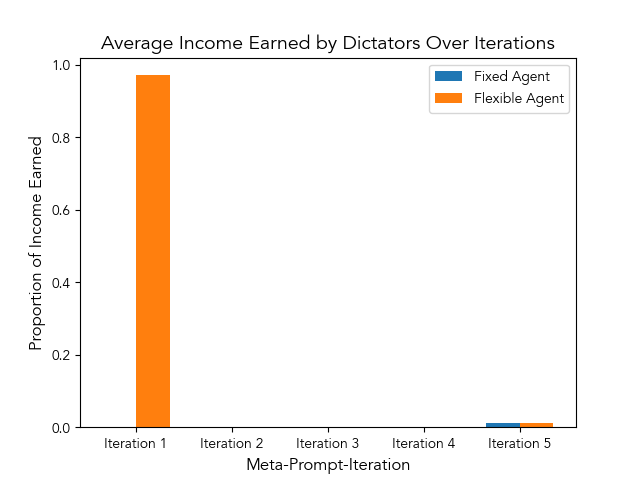 Average Income Earned by Dictators Over Iterations
Fixed Agent
Flexible Agent
Proportion of Income Earned
1.0
0.8
0.6
0.4
0.2
0.0
Iteration 1 Iteration 2 Iteration 3 Iteration 4 Iteration 5
Meta-Prompt-Iteration